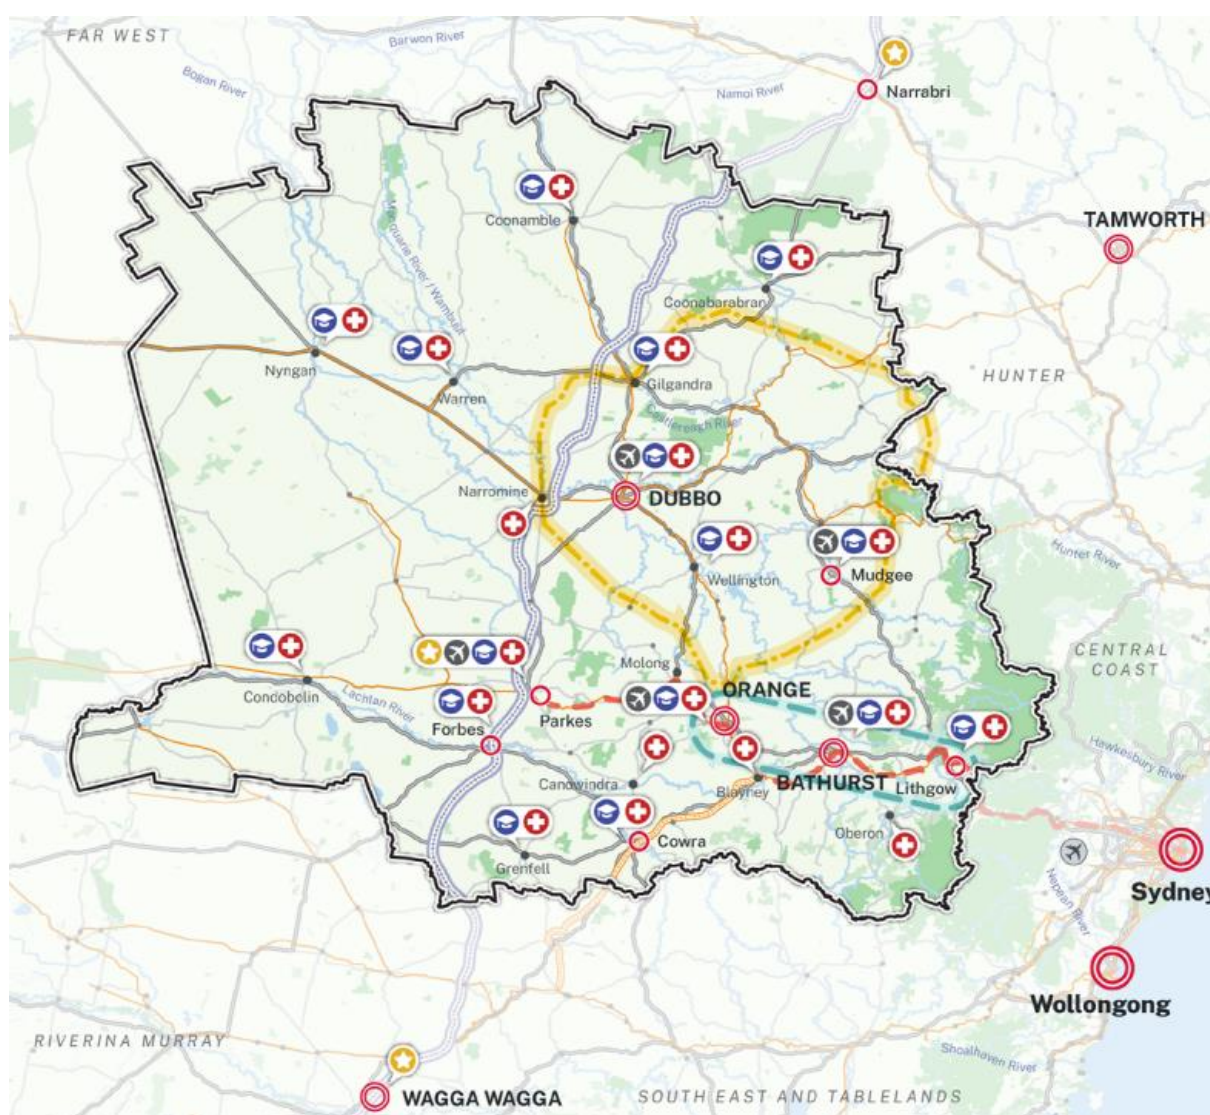 FAR WEST
Barwon River
Bogan River
Namoi River
Narrabri
Macquarie River / Wambuul
Coonamble
TAMWORTH
Coonabarabran
Nyngan
Warren
Gilgandra
HUNTER
Castlereagh River
Narromine
DUBBO
Wellington
Mudgee
Hunter River
CENTRAL
COAST
Condobolin
Lachlan River
Molong
ORANGE
Parkes
Forbes
Canowindra
Blayney
BATHURST
Lithgow
Hawkesbury River
Oberon
Cowra
Grenfell
Nepean River
Sydney
Wollongong
RIVERINA MURRAY
Shoalhaven River
WAGGA WAGGA
SOUTH EAST AND TABLELANDS